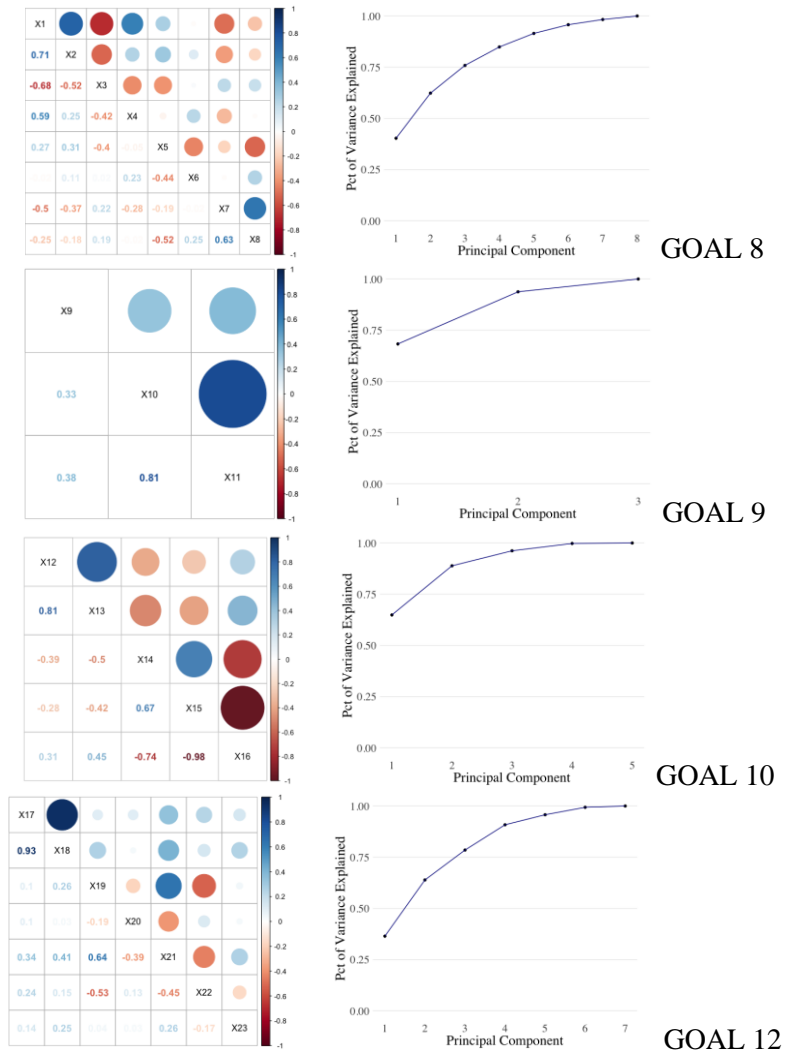 X1
0.71 X2
-0.68 -0.52 X3
0.59 0.25 -0.42 X4
0.27 0.31 -0.4 X5
0.11 0.23 -0.44 X6
-0.5 -0.37 0.22 -0.28 -0.19 X7
-0.25 -0.18 0.19 -0.52 0.25 0.63 X8
1
0.8
0.6
0.4
0.2
0
-0.2
-0.4
-0.6
-0.8
-1
Pct of Variance Explained
1.00
0.75
0.50
0.25
0.00
1 2 3 4 5 6 7 8
Principal Component
GOAL 8
X9
0.33 X10
0.38 0.81 X11
1
0.8
0.6
0.4
0.2
0
-0.2
-0.4
-0.6
-0.8
-1
Pct of Variance Explained
1.00
0.75
0.50
0.25
0.00
1 2 3
Principal Component
GOAL 9
X12
0.81 X13
-0.39 -0.5 X14
-0.28 -0.42 0.67 X15
0.31 0.45 -0.74 -0.98 X16
1
0.8
0.6
0.4
0.2
0
-0.2
-0.4
-0.6
-0.8
-1
Pct of Variance Explained
1.00
0.75
0.50
0.25
0.00
1 2 3 4 5
Principal Component
GOAL 10
X17
0.93 X18
0.1 0.26 X19
0.1 -0.19 X20
0.34 0.41 0.64 -0.39 X21
0.24 0.15 -0.53 0.13 -0.45 X22
0.14 0.25 0.26 -0.17 X23
1
0.8
0.6
0.4
0.2
0
-0.2
-0.4
-0.6
-0.8
-1
Pct of Variance Explained
1.00
0.75
0.50
0.25
0.00
1 2 3 4 5 6 7
Principal Component
GOAL 12